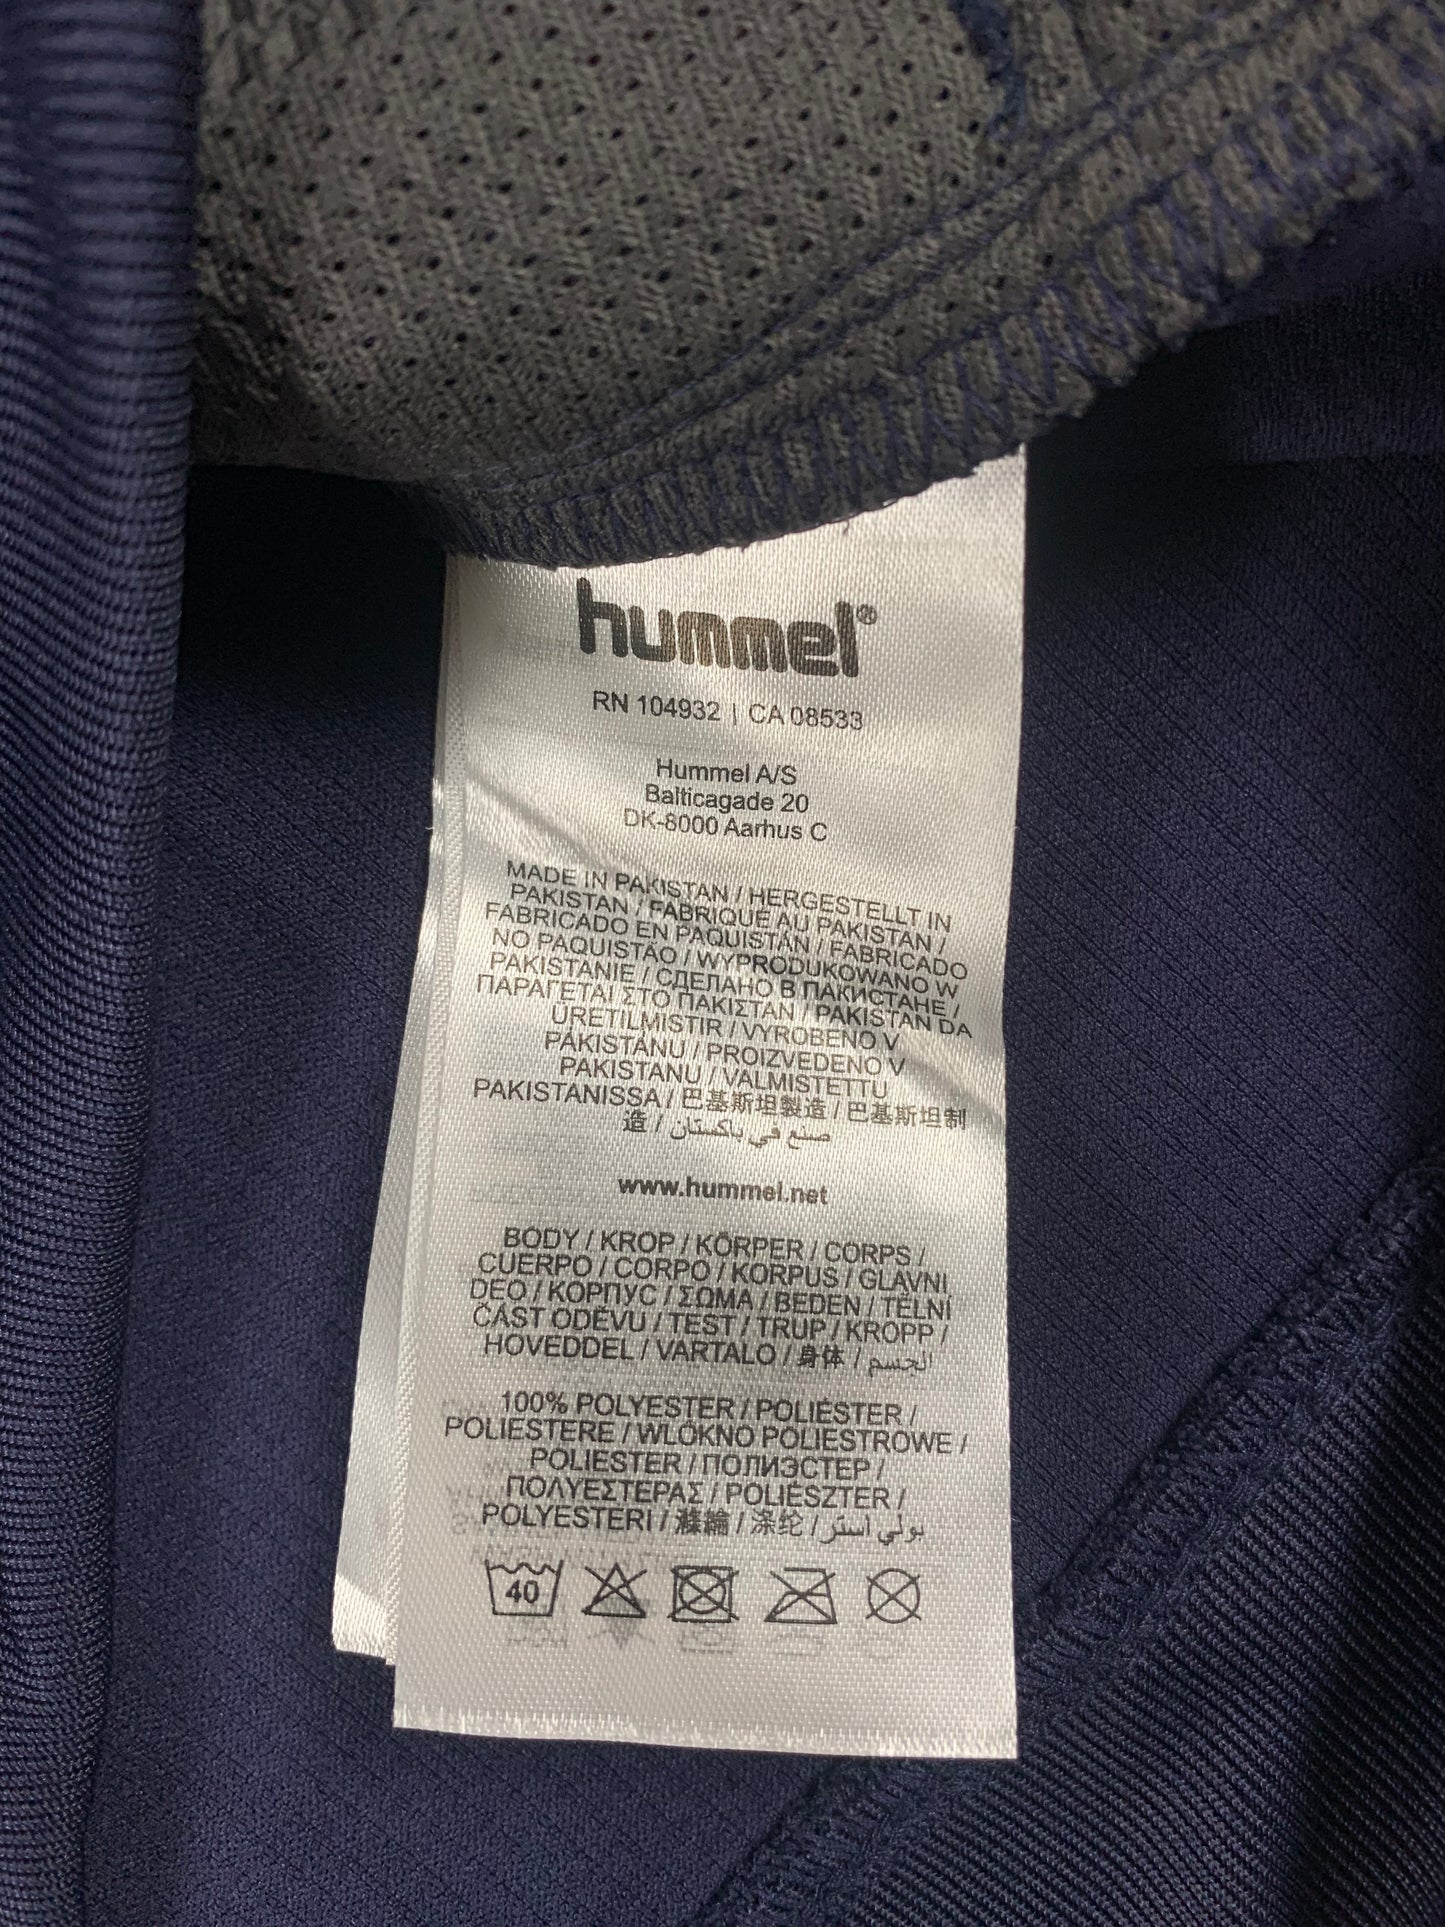 hummel®
RN 104932 | CA 08533
Hummel A/S
Balticagade 20
DK-8000 Aarhus C
MADE IN PAKISTAN / HERGESTELLT IN
PAKISTAN / FABRIQUÉ AU PAKISTAN /
FABRICADO EN PAQUISTÁN / FABRICADO
NO PAQUISTÃO / WYPRODUKOWANO W
PAKISTANIE / СДЕЛАНО В ПАКИСТАНЕ /
ΠΑΡΑΓΕΤΑΙ ΣΤΟ ΠΑΚΙΣΤΑΝ / PAKISTAN DA
ÜRETILMISTIR / VYROBENO V
PÁKISTÁNU / PROIZVEDENO V
PAKISTANU / VALMISTETTU
PAKISTANISSA / 巴基斯坦製造 / 巴基斯坦制
造 / صنع في باكستان
www.hummel.net
BODY / KROP / KÖRPER / CORPS /
CUERPO / CORPO / KORPUS / GLAVNI
DEO / КОРПУС / ΣΩΜΑ / BEDEN / TĚLNÍ
ČÁST ODĚVU / TEST / TRUP / KROPP /
HOVEDDEL / VARTALO / 身体 / الجسم
100% POLYESTER / POLIÉSTER /
POLIESTERE / WLÓKNO POLIESTROWE /
POLIESTER / ПОЛИЭСТЕР /
ΠΟΛΥΕΣΤΕΡΑΣ / POLIÉSZTER /
POLYESTERI / 滌綸 / 涤纶 / بولي استر
40